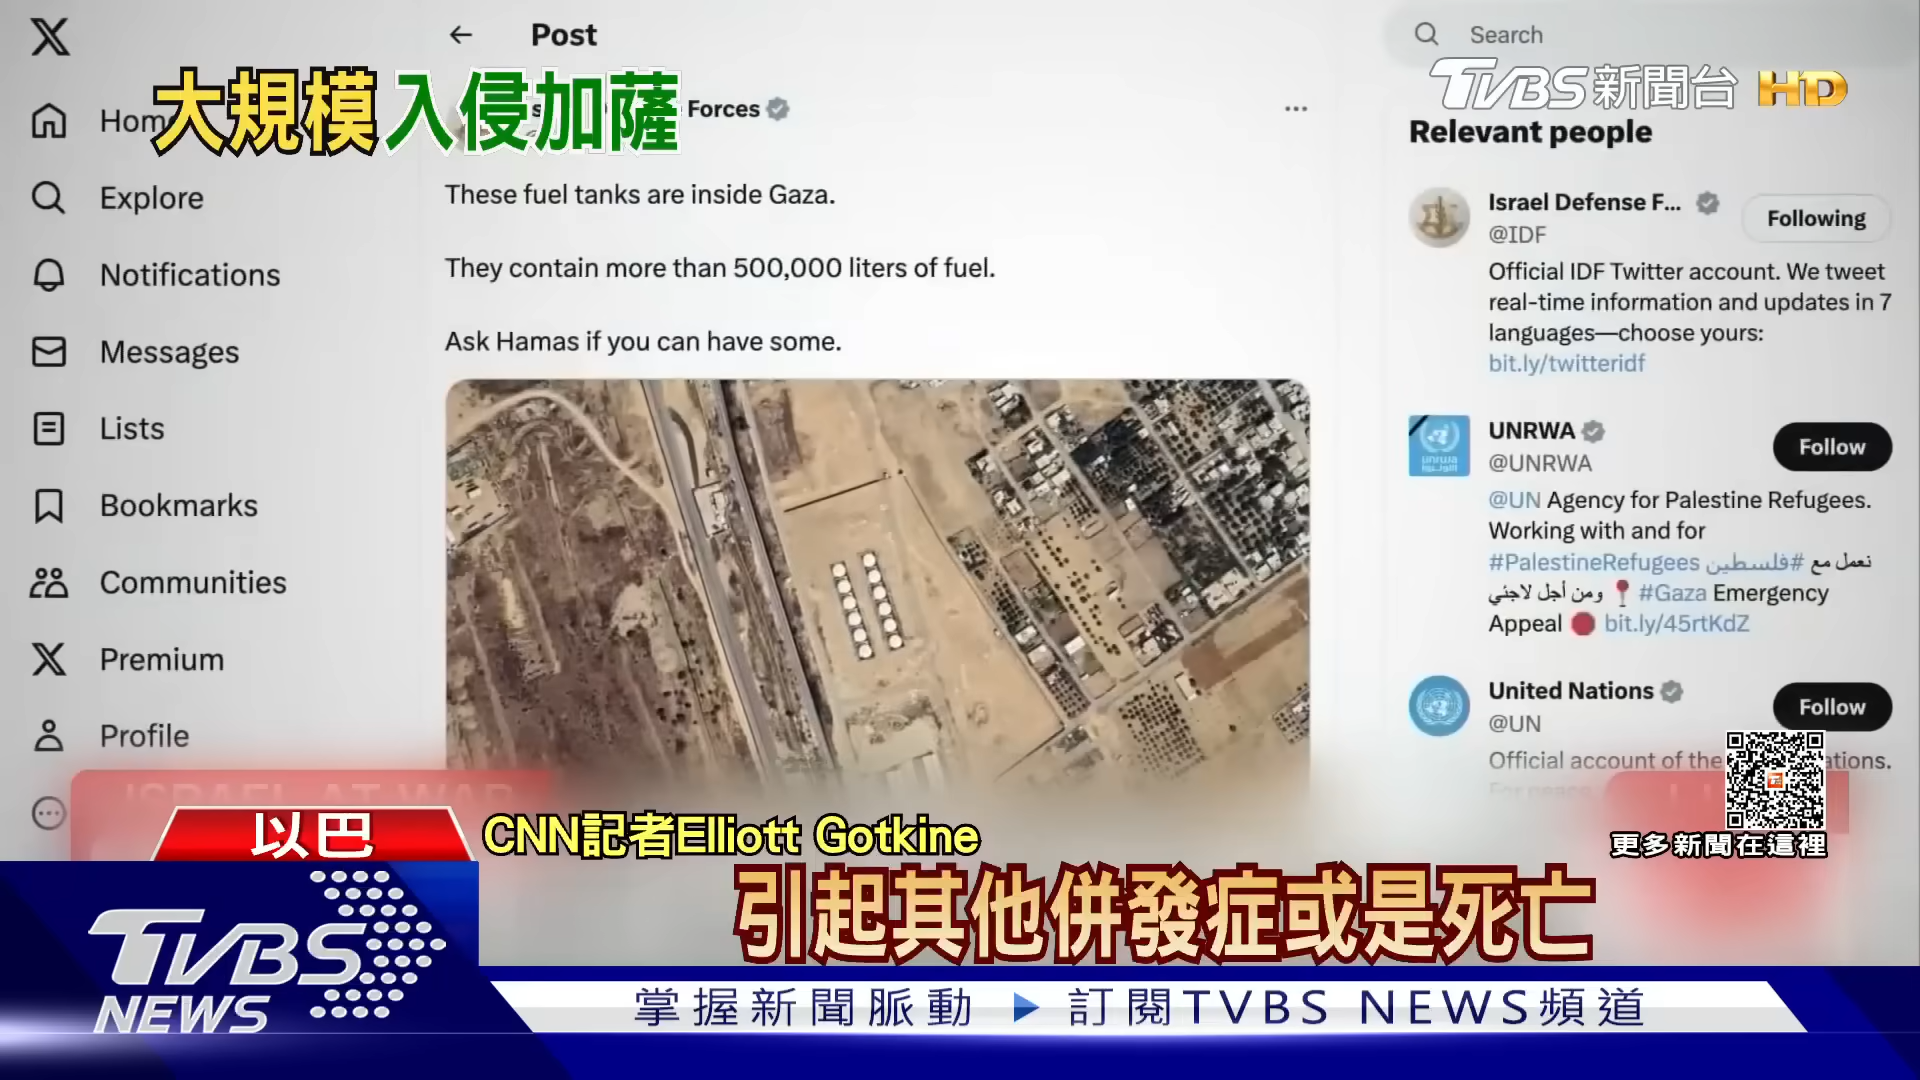 Post
Search
TVBS新聞台 HD
大規模入侵加薩
Home
Forces
Relevant people
Explore
Notifications
Messages
Lists
Bookmarks
Communities
Premium
Profile
These fuel tanks are inside Gaza.
They contain more than 500,000 liters of fuel.
Ask Hamas if you can have some.
Israel Defense F...
Following
@IDF
Official IDF Twitter account. We tweet
real-time information and updates in 7
languages—choose yours:
bit.ly/twitteridf
UNRWA
@UNRWA
Follow
@UN Agency for Palestine Refugees.
Working with and for
#PalestineRefugees نعمل مع #فلسطين
ومن أجل لاجئي #Gaza Emergency
Appeal bit.ly/45rtKdZ
United Nations
@UN
Follow
Official account of the
For peace
ISRAEL AT WAR
更多新聞在這裡
以巴
CNN記者Elliott Gotkine
引起其他併發症或是死亡
TVBS
NEWS
掌握新聞脈動 ▶ 訂閱TVBS NEWS頻道